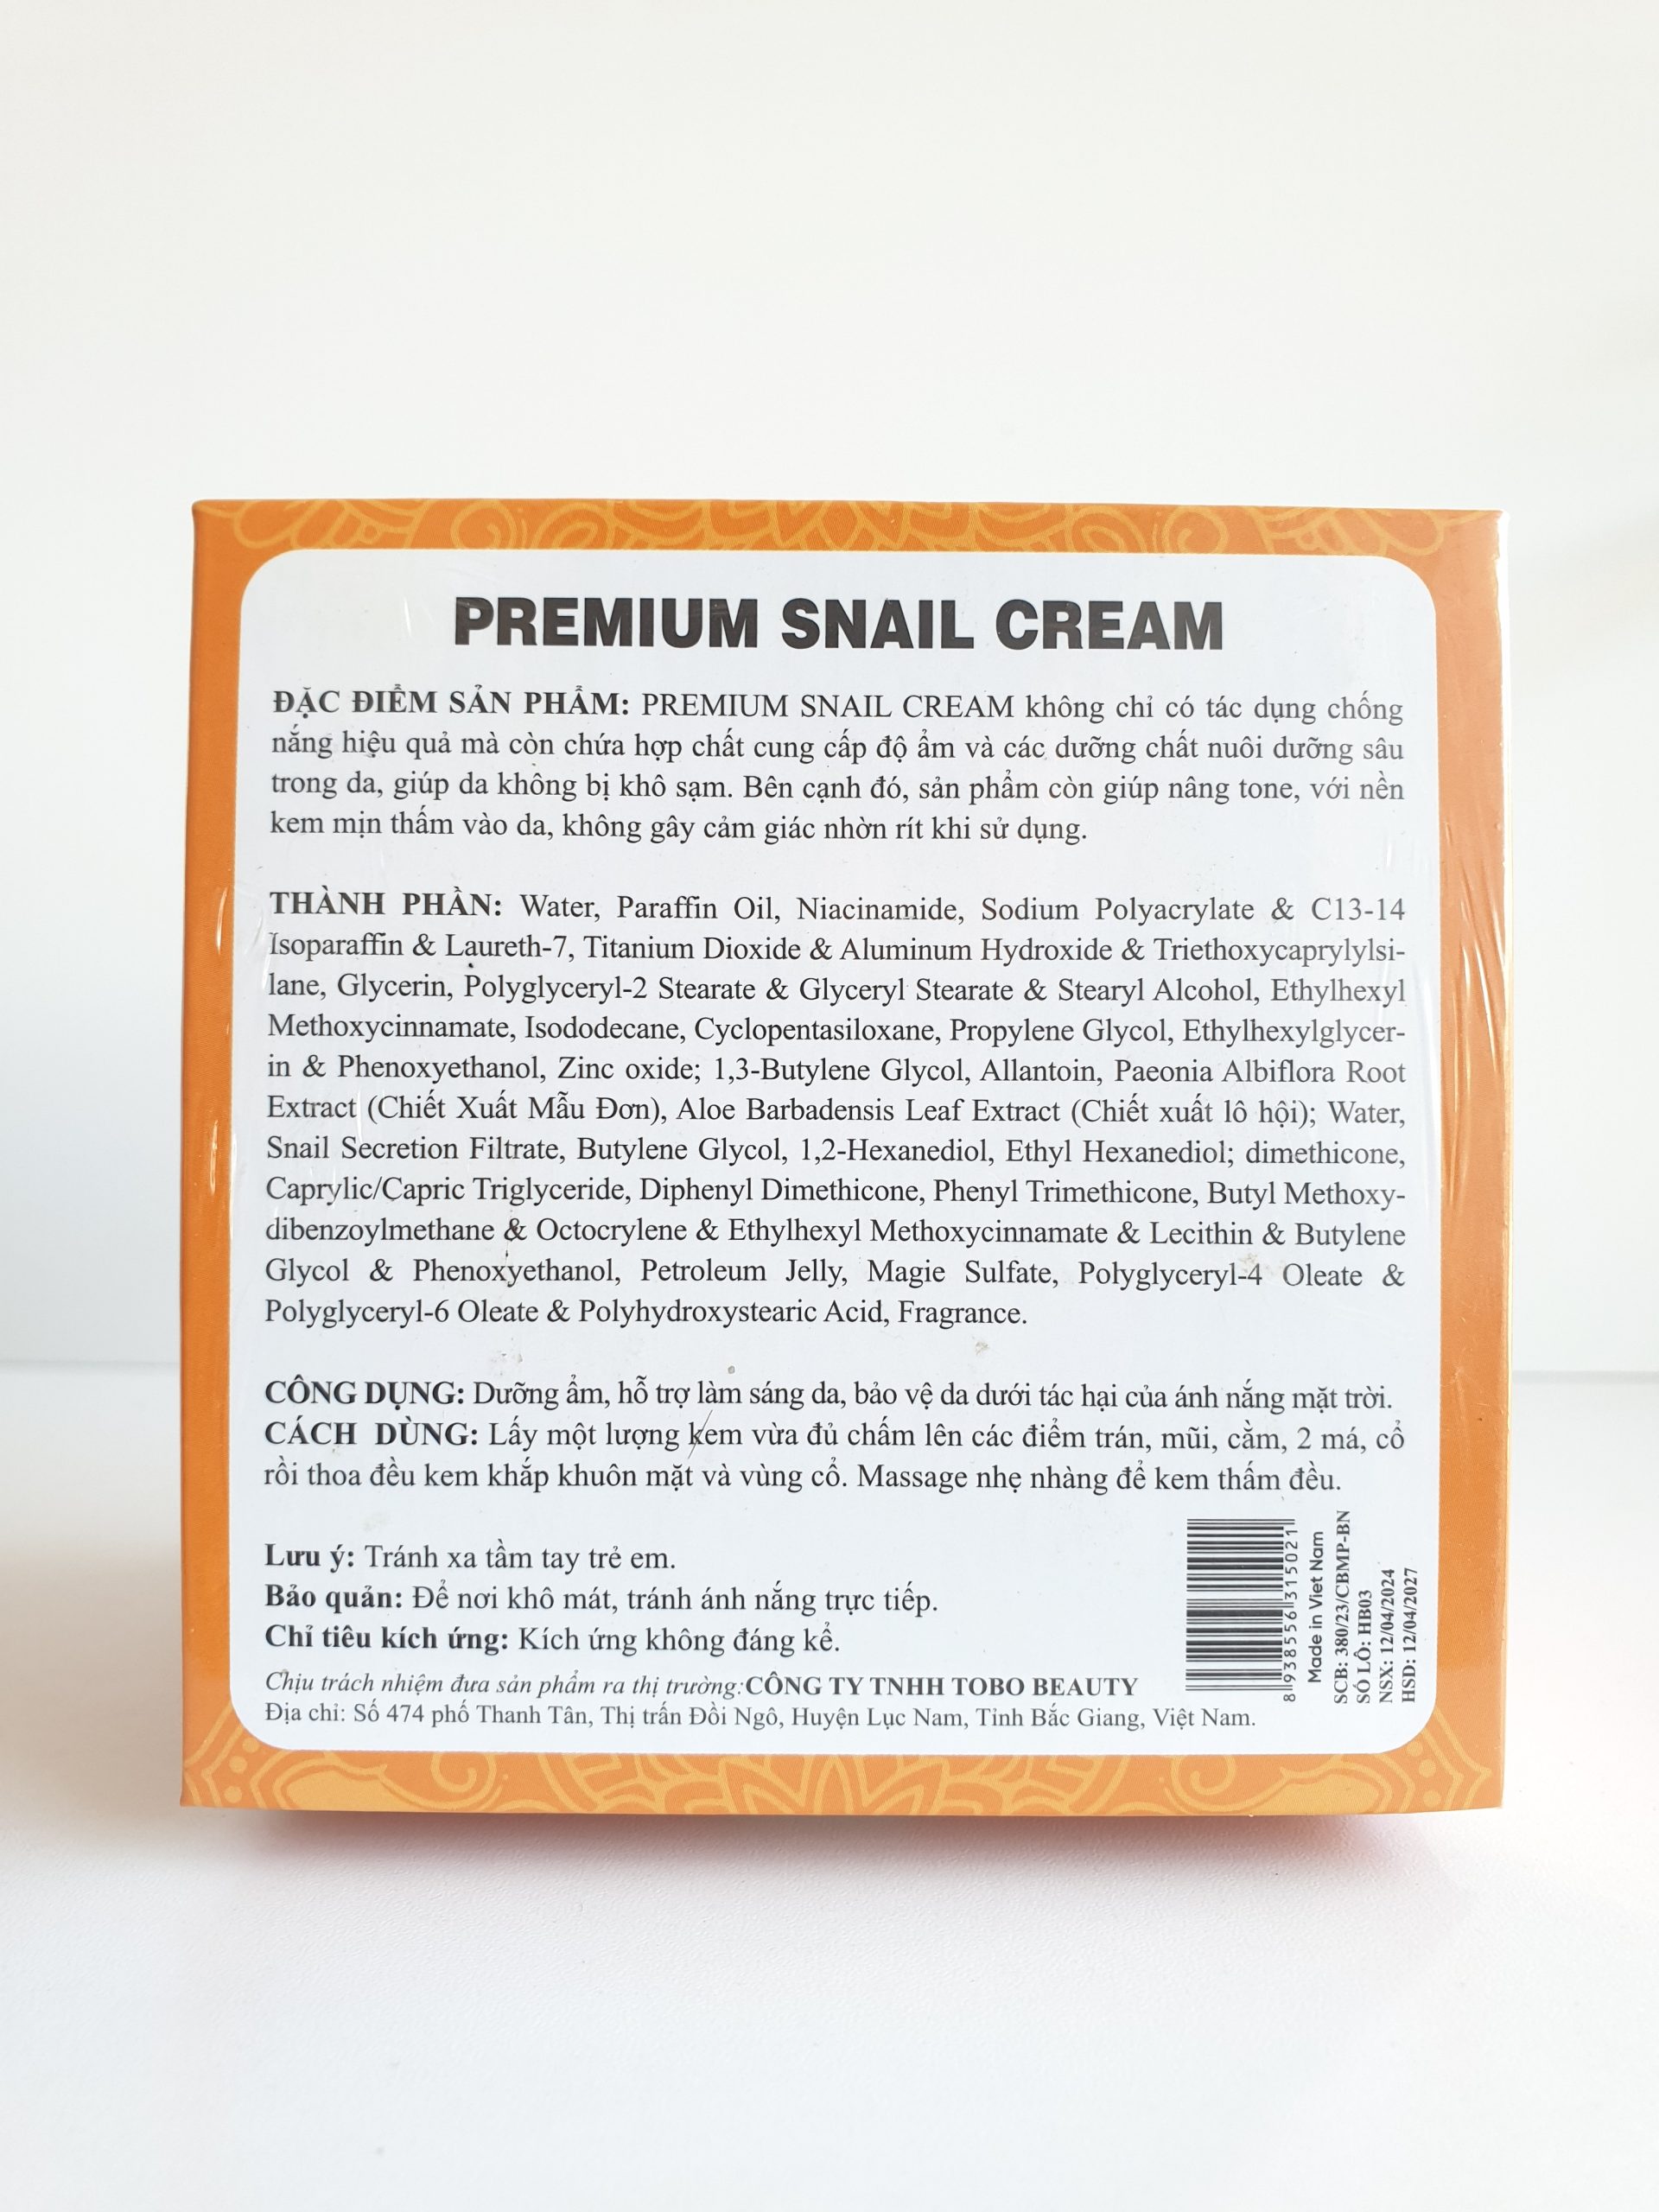 PREMIUM SNAIL CREAM
ĐẶC ĐIỂM SẢN PHẨM: PREMIUM SNAIL CREAM không chỉ có tác dụng chống
nắng hiệu quả mà còn chứa hợp chất cung cấp độ ẩm và các dưỡng chất nuôi dưỡng sâu
trong da, giúp da không bị khô sạm. Bên cạnh đó, sản phẩm còn giúp nâng tone, với nền
kem mịn thấm vào da, không gây cảm giác nhờn rít khi sử dụng.
THÀNH PHẦN: Water, Paraffin Oil, Niacinamide, Sodium Polyacrylate & C13-14
Isoparaffin & Laureth-7, Titanium Dioxide & Aluminum Hydroxide & Triethoxycaprylylsi-
lane, Glycerin, Polyglyceryl-2 Stearate & Glyceryl Stearate & Stearyl Alcohol, Ethylhexyl
Methoxycinnamate, Isododecane, Cyclopentasiloxane, Propylene Glycol, Ethylhexylglycer-
in & Phenoxyethanol, Zinc oxide; 1,3-Butylene Glycol, Allantoin, Paeonia Albiflora Root
Extract (Chiết Xuất Mẫu Đơn), Aloe Barbadensis Leaf Extract (Chiết xuất lô hội); Water,
Snail Secretion Filtrate, Butylene Glycol, 1,2-Hexanediol, Ethyl Hexanediol; dimethicone,
Caprylic/Capric Triglyceride, Diphenyl Dimethicone, Phenyl Trimethicone, Butyl Methoxy-
dibenzoylmethane & Octocrylene & Ethylhexyl Methoxycinnamate & Lecithin & Butylene
Glycol & Phenoxyethanol, Petroleum Jelly, Magie Sulfate, Polyglyceryl-4 Oleate &
Polyglyceryl-6 Oleate & Polyhydroxystearic Acid, Fragrance.
CÔNG DỤNG: Dưỡng ẩm, hỗ trợ làm sáng da, bảo vệ da dưới tác hại của ánh nắng mặt trời.
CÁCH DÙNG: Lấy một lượng kem vừa đủ chấm lên các điểm trán, mũi, cằm, 2 má, cổ
rồi thoa đều kem khắp khuôn mặt và vùng cổ. Massage nhẹ nhàng để kem thấm đều.
Lưu ý: Tránh xa tầm tay trẻ em.
Bảo quản: Để nơi khô mát, tránh ánh nắng trực tiếp.
Chỉ tiêu kích ứng: Kích ứng không đáng kể.
Chịu trách nhiệm đưa sản phẩm ra thị trường:CÔNG TY TNHH TOBO BEAUTY
Địa chỉ: Số 474 phố Thanh Tân, Thị trấn Đồi Ngô, Huyện Lục Nam, Tỉnh Bắc Giang, Việt Nam.
8 938556 315021
Made in Viet Nam
SCB: 380/23/CBMP-BN
SỐ LÔ: HB03
NSX: 12/04/2024
HSD: 12/04/2027